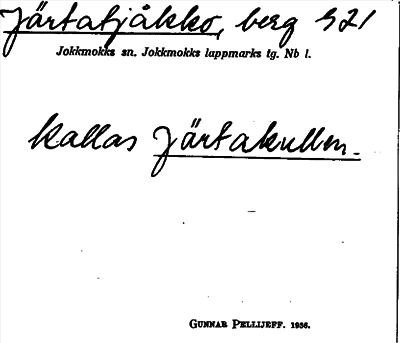 Järtatjåkko, berg 521
Jokkmokks sn. Jokkmokks lappmarks tg. Nb l.
kallas Järtakullen.
GUNNAR PELLIJEFF. 1956.